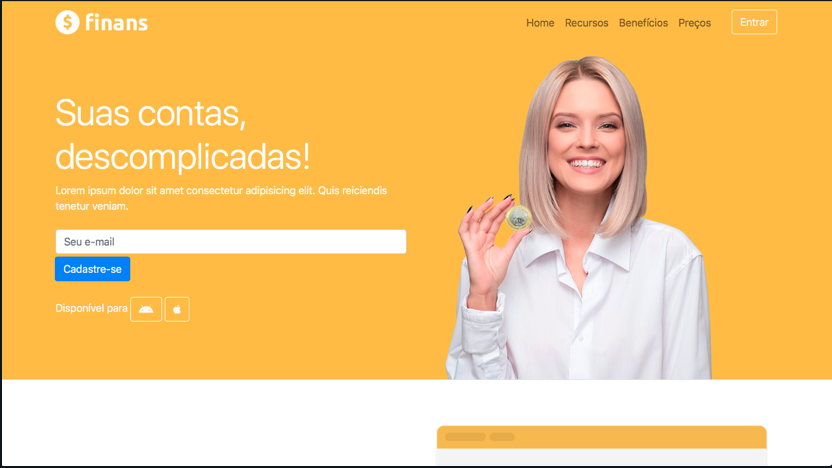 finans
Home Recursos Benefícios Preços Entrar
Suas contas,
descomplicadas!
Lorem ipsum dolor sit amet consectetur adipisicing elit. Quis reiciendis
tenetur veniam.
Seu e-mail
Cadastre-se
Disponível para